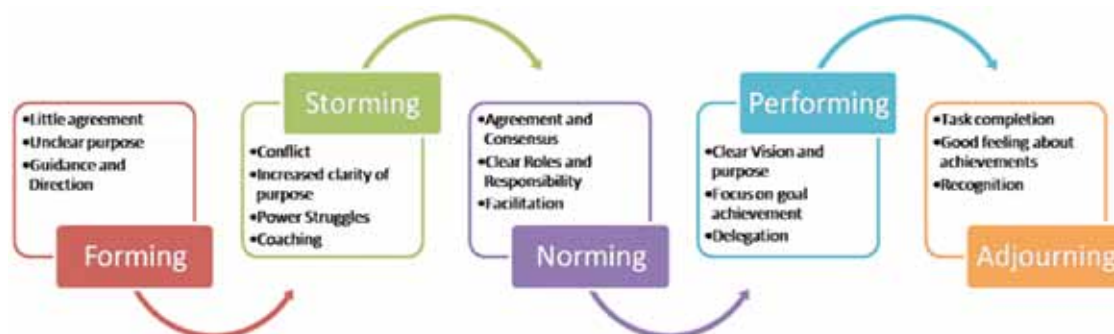 •Little agreement
•Unclear purpose
•Guidance and
Direction
Forming
Storming
•Conflict
•Increased clarity of
purpose
•Power Struggles
•Coaching
•Agreement and
Consensus
•Clear Roles and
Responsibility
•Facilitation
Norming
Performing
•Clear Vision and
purpose
•Focus on goal
achievement
•Delegation
•Task completion
•Good feeling about
achievements
•Recognition
Adjourning